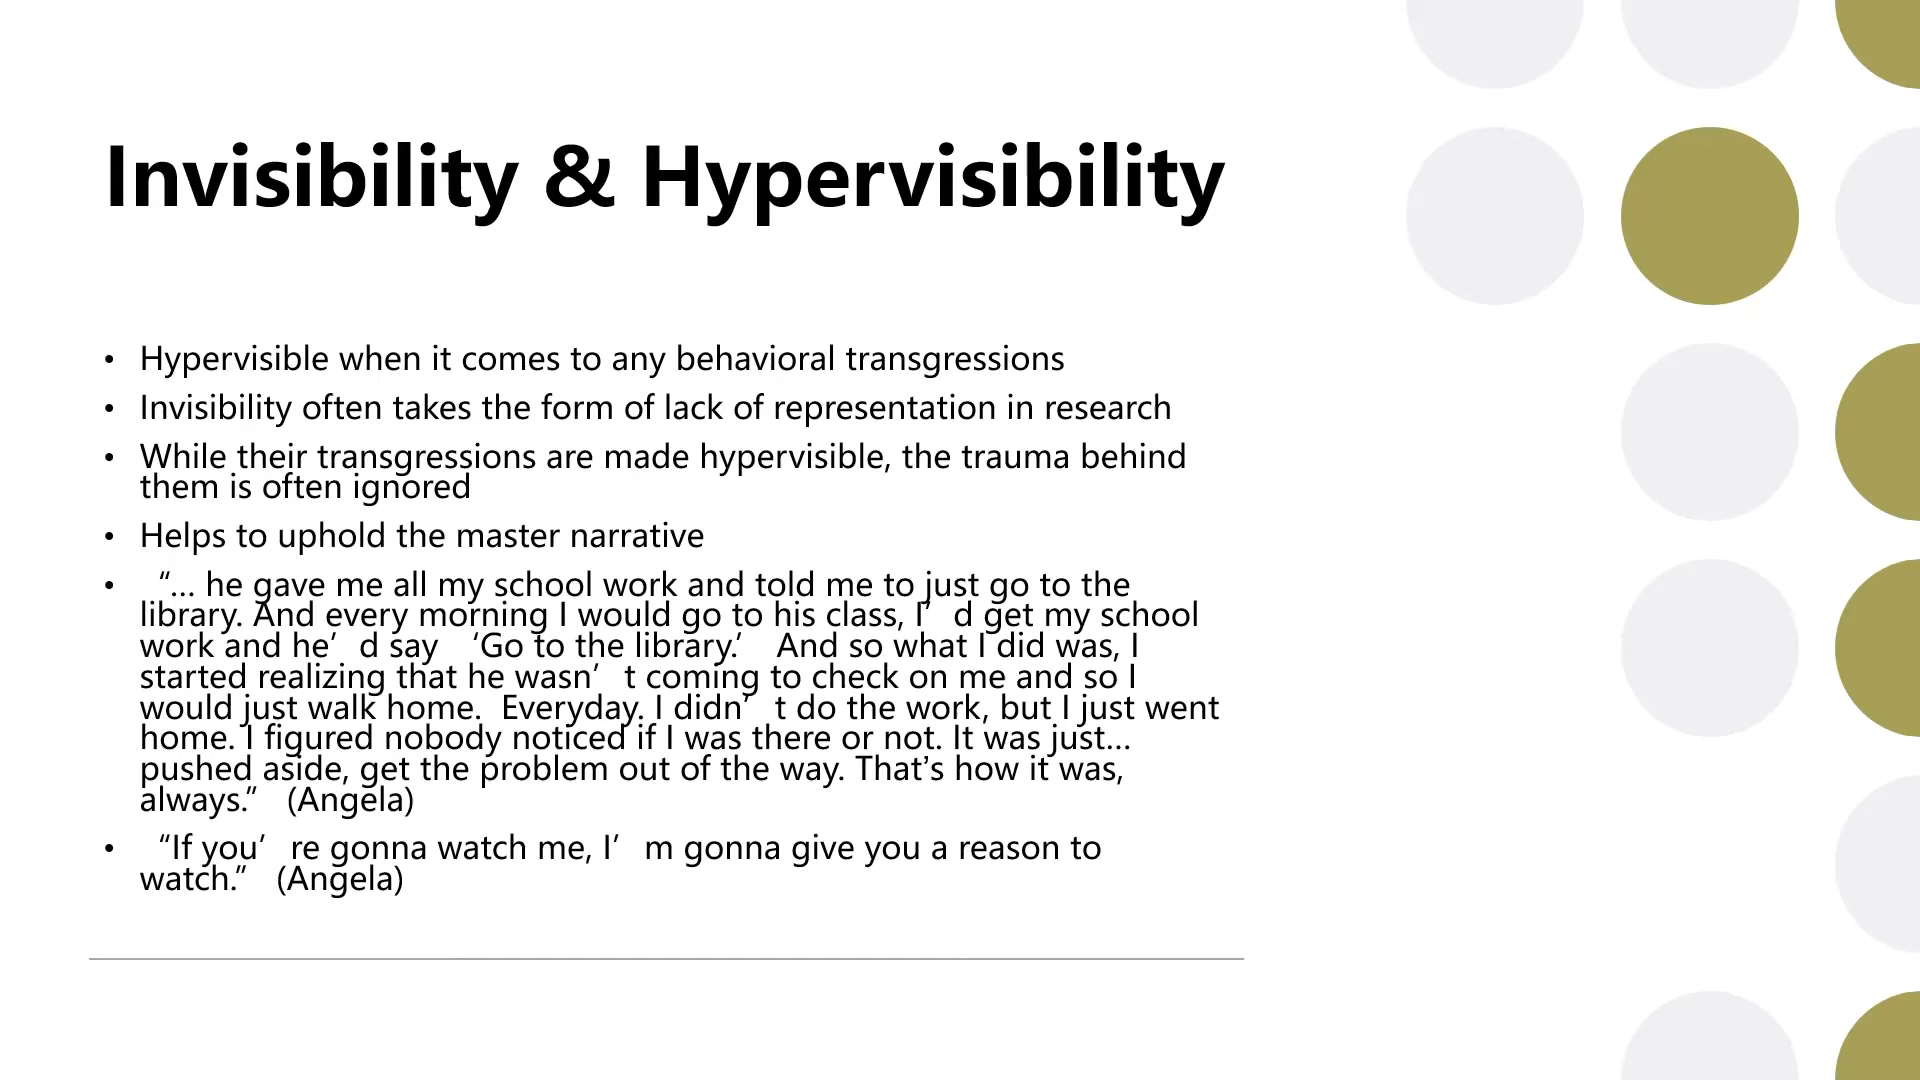 Invisibility & Hypervisibility
• Hypervisible when it comes to any behavioral transgressions
• Invisibility often takes the form of lack of representation in research
• While their transgressions are made hypervisible, the trauma behind
them is often ignored
• Helps to uphold the master narrative
• “… he gave me all my school work and told me to just go to the
library. And every morning I would go to his class, I’d get my school
work and he’d say ‘Go to the library.’ And so what I did was, I
started realizing that he wasn’t coming to check on me and so I
would just walk home.  Everyday. I didn’t do the work, but I just went
home. I figured nobody noticed if I was there or not. It was just…
pushed aside, get the problem out of the way. That’s how it was,
always.” (Angela)
• “If you’re gonna watch me, I’m gonna give you a reason to
watch.” (Angela)